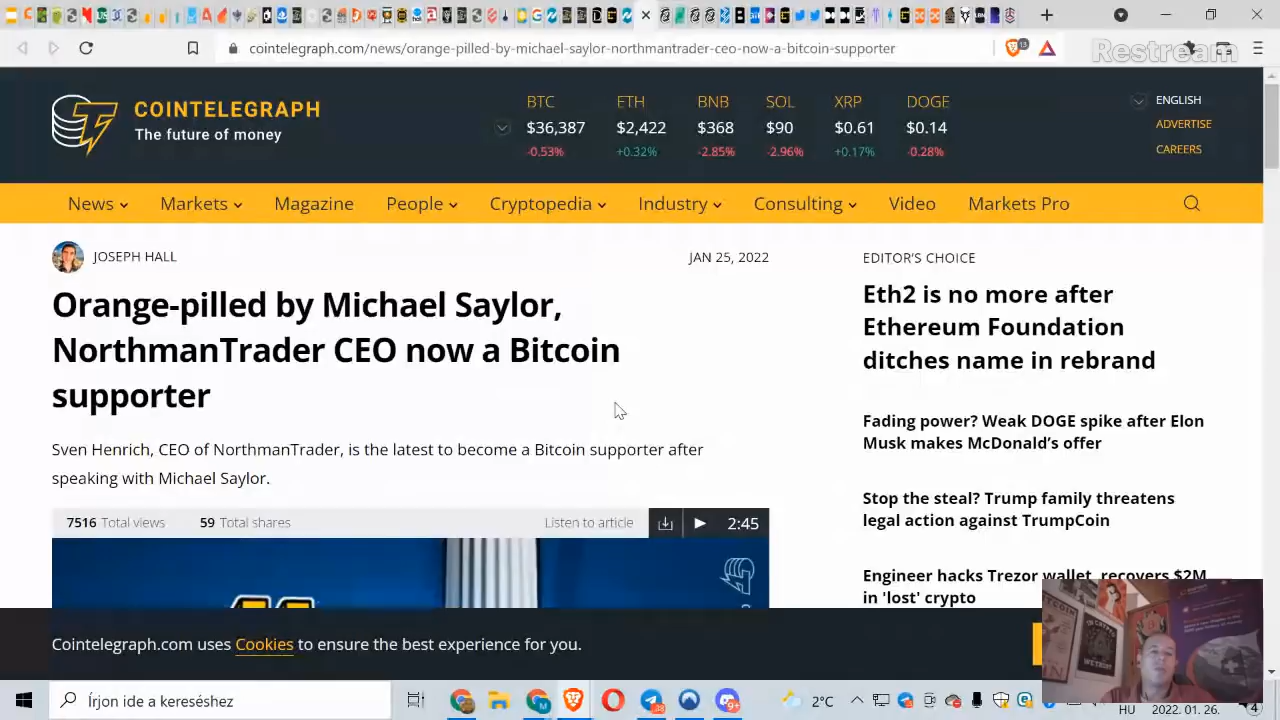 cointelegraph.com/news/orange-pilled-by-michael-saylor-northmantrader-ceo-now-a-bitcoin-supporter
13
Restream
COINTELEGRAPH
The future of money
BTC ETH BNB SOL XRP DOGE
$36,387 $2,422 $368 $90 $0.61 $0.14
-0.53% +0.32% -2.85% -2.96% +0.17% -0.28%
ENGLISH
ADVERTISE
CAREERS
News Markets Magazine People Cryptopedia Industry Consulting Video Markets Pro
JOSEPH HALL
JAN 25, 2022
Orange-pilled by Michael Saylor,
NorthmanTrader CEO now a Bitcoin
supporter
Sven Henrich, CEO of NorthmanTrader, is the latest to become a Bitcoin supporter after
speaking with Michael Saylor.
7516 Total views 59 Total shares Listen to article 2:45
EDITOR'S CHOICE
Eth2 is no more after
Ethereum Foundation
ditches name in rebrand
Fading power? Weak DOGE spike after Elon
Musk makes McDonald's offer
Stop the steal? Trump family threatens
legal action against TrumpCoin
Engineer hacks Trezor wallet, recovers $2M
in 'lost' crypto
Cointelegraph.com uses Cookies to ensure the best experience for you.
Írjon ide a kereséshez
2°C
HU
2022. 01. 26.